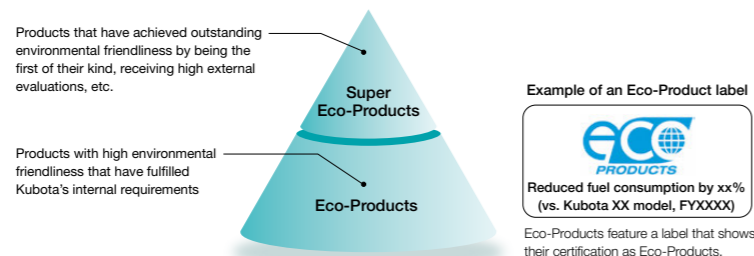 Products that have achieved outstanding
environmental friendliness by being the
first of their kind, receiving high external
evaluations, etc.
Super
Eco-Products
Products with high environmental
friendliness that have fulfilled
Kubota's internal requirements
Eco-Products
Example of an Eco-Product label
eco
PRODUCTS
Reduced fuel consumption by xx%
(vs. Kubota XX model, FYXXXX)
Eco-Products feature a label that shows
their certification as Eco-Products.